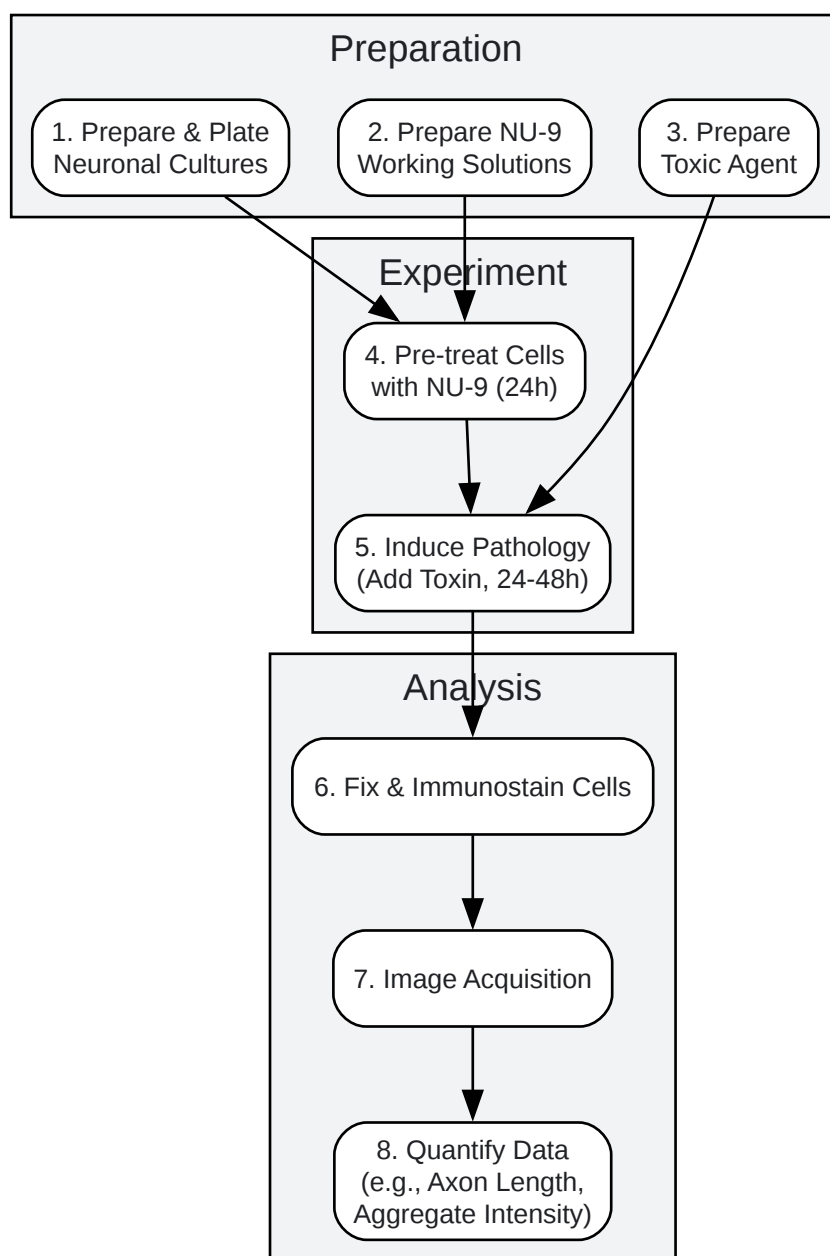 Preparation
1. Prepare & Plate
Neuronal Cultures
2. Prepare NU-9
Working Solutions
3. Prepare
Toxic Agent
Experiment
4. Pre-treat Cells
with NU-9 (24h)
5. Induce Pathology
(Add Toxin, 24-48h)
Analysis
6. Fix & Immunostain Cells
7. Image Acquisition
8. Quantify Data
(e.g., Axon Length,
Aggregate Intensity)